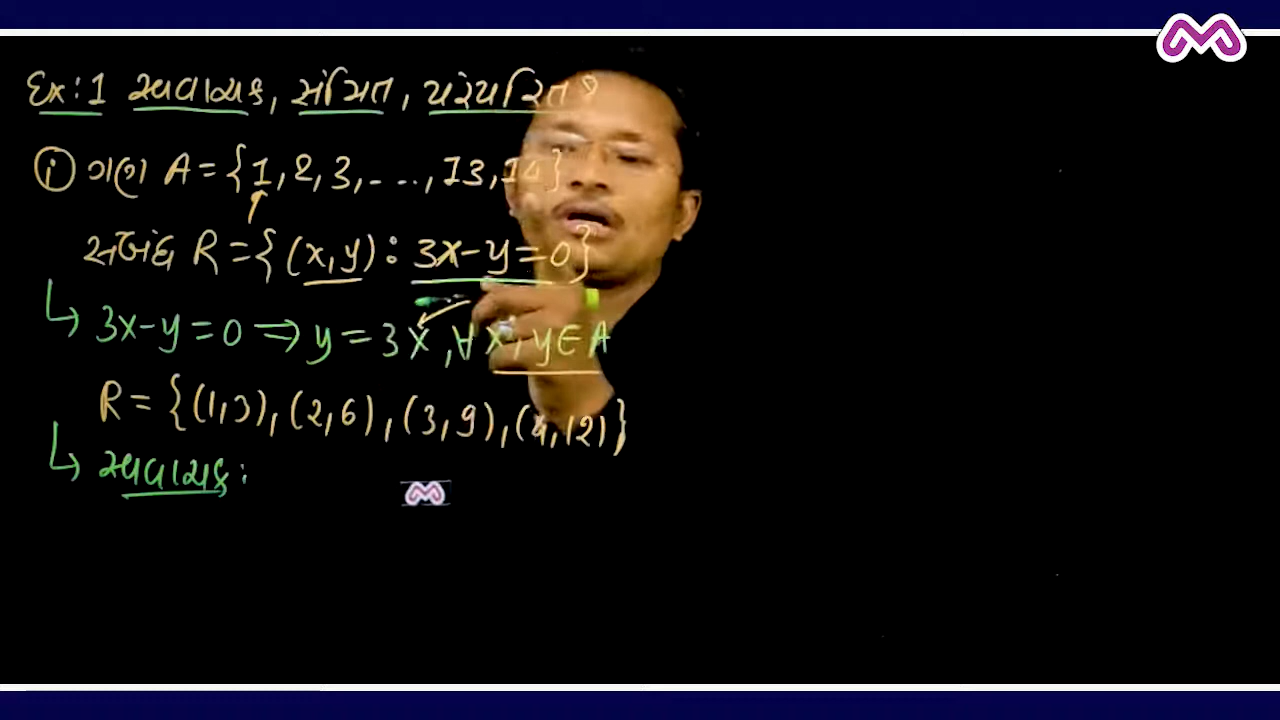 Ex: 1 સ્વવાચક, સંમિત, પરંપરિત ?
(i) ગણ A = {1, 2, 3, ..., 13, 14}
સંબંધ R = {(x, y) : 3x - y = 0}
↳ 3x - y = 0 ⇒ y = 3x, ∀ x, y ∈ A
R = {(1,3), (2,6), (3,9), (4,12)}
↳ સ્વવાચક :